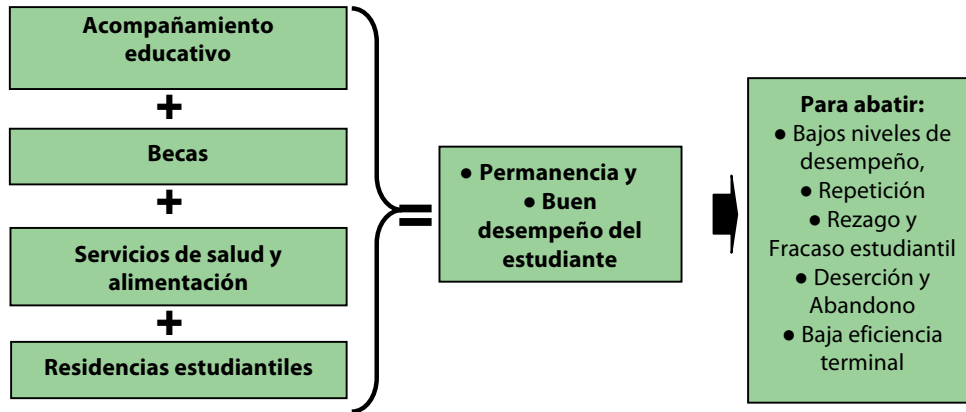 Acompañamiento
educativo
+
Becas
+
Servicios de salud y
alimentación
+
Residencias estudiantiles
=
● Permanencia y
● Buen
desempeño del
estudiante
Para abatir:
● Bajos niveles de
desempeño,
● Repetición
● Rezago y
Fracaso estudiantil
● Deserción y
Abandono
● Baja eficiencia
terminal